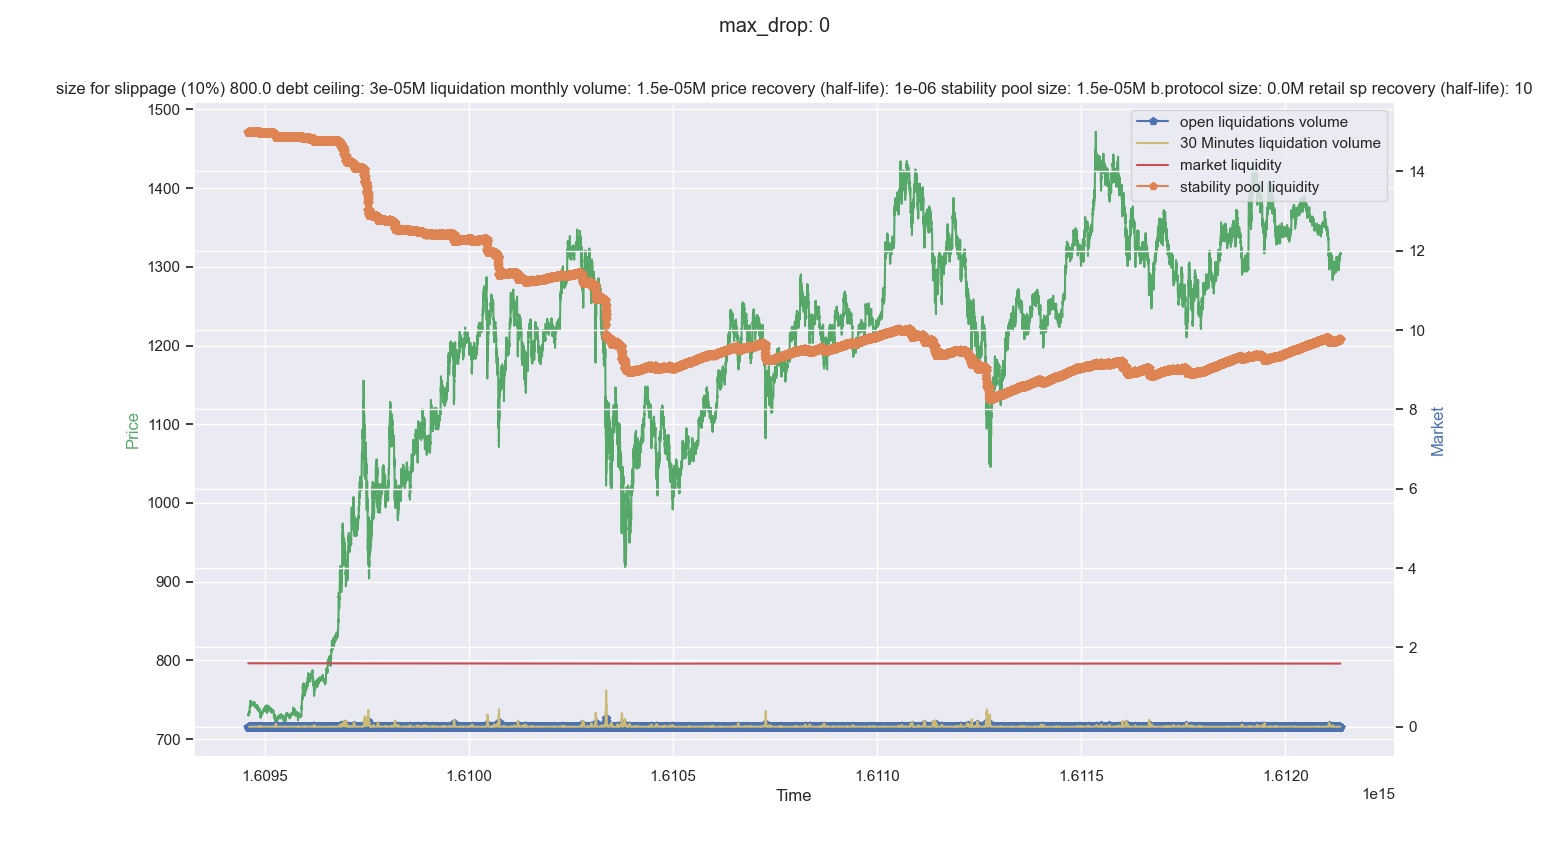 max_drop: 0
size for slippage (10%) 800.0 debt ceiling: 3e-05M liquidation monthly volume: 1.5e-05M price recovery (half-life): 1e-06 stability pool size: 1.5e-05M b.protocol size: 0.0M retail sp recovery (half-life): 10
open liquidations volume
30 Minutes liquidation volume
market liquidity
stability pool liquidity
1500
1400
1300
1200
1100
1000
900
800
700
Price
14
12
10
8
6
4
2
0
Market
1.6095 1.6100 1.6105 1.6110 1.6115 1.6120
1e15
Time